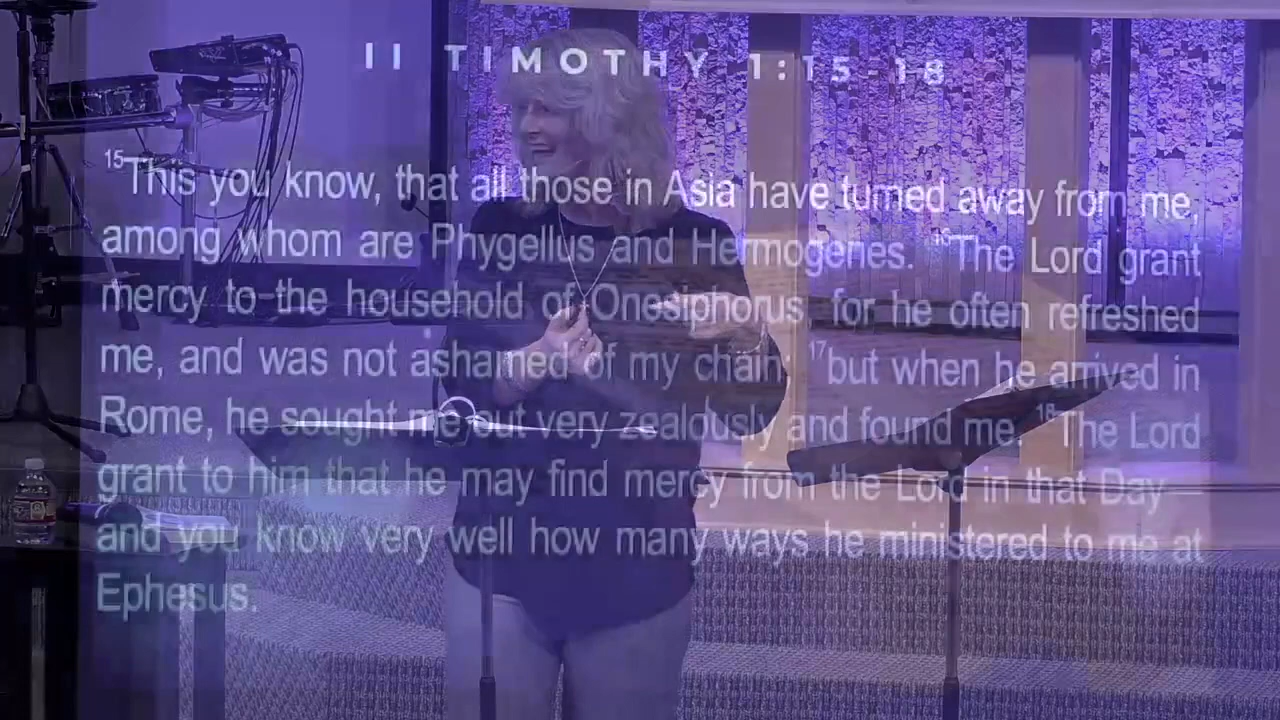 II TIMOTHY 1:15-18
15This you know, that all those in Asia have turned away from me,
among whom are Phygellus and Hermogenes. 16The Lord grant
mercy to the household of Onesiphorus, for he often refreshed
me, and was not ashamed of my chain; 17but when he arrived in
Rome, he sought me out very zealously and found me. 18The Lord
grant to him that he may find mercy from the Lord in that Day—
and you know very well how many ways he ministered to me at
Ephesus.